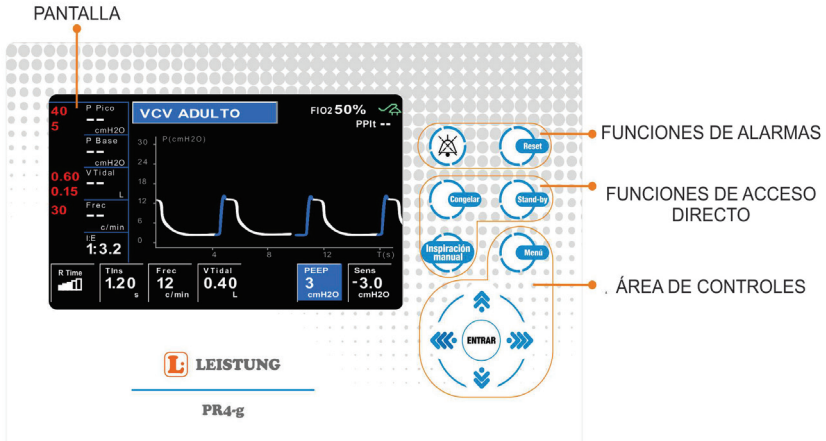 PANTALLA
40
5
P Pico
--
cmH2O
P Base
--
cmH2O
0.60
0.15
VTidal
--
L
30
Frec
--
c/min
I:E
1:3.2
VCV ADULTO
FIO2 50%
PPlt --
P(cmH2O)
30
24
18
12
6
0
4
8
12
T(s)
R Time
TIns
1.20
s
Frec
12
c/min
VTidal
0.40
L
PEEP
3
cmH2O
Sens
-3.0
cmH2O
Reset
FUNCIONES DE ALARMAS
Congelar
Stand-by
FUNCIONES DE ACCESO
DIRECTO
Inspiración
manual
Menú
. ÁREA DE CONTROLES
ENTRAR
L:
LEISTUNG
PR4-g